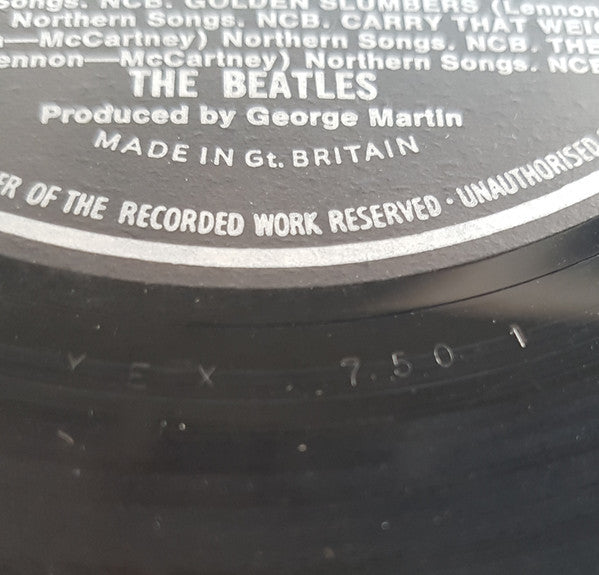 Songs. NCB. GOLDEN SLUMBERS (Lennon
Northern Songs. NCB. CARRY THAT WEIG
n—McCartney) Northern Songs. NCB. THE
ennon—McCartney) Northern Songs. NCB
THE BEATLES
Produced by George Martin
MADE IN Gt. BRITAIN
ER OF THE RECORDED WORK RESERVED · UNAUTHORISED
YEX ..750 1